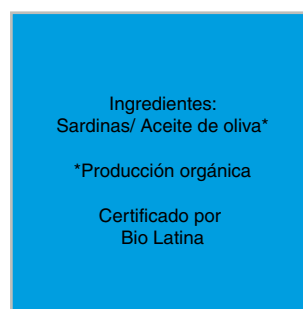 Ingredientes:
Sardinas/ Aceite de oliva*
*Producción orgánica
Certificado por
Bio Latina